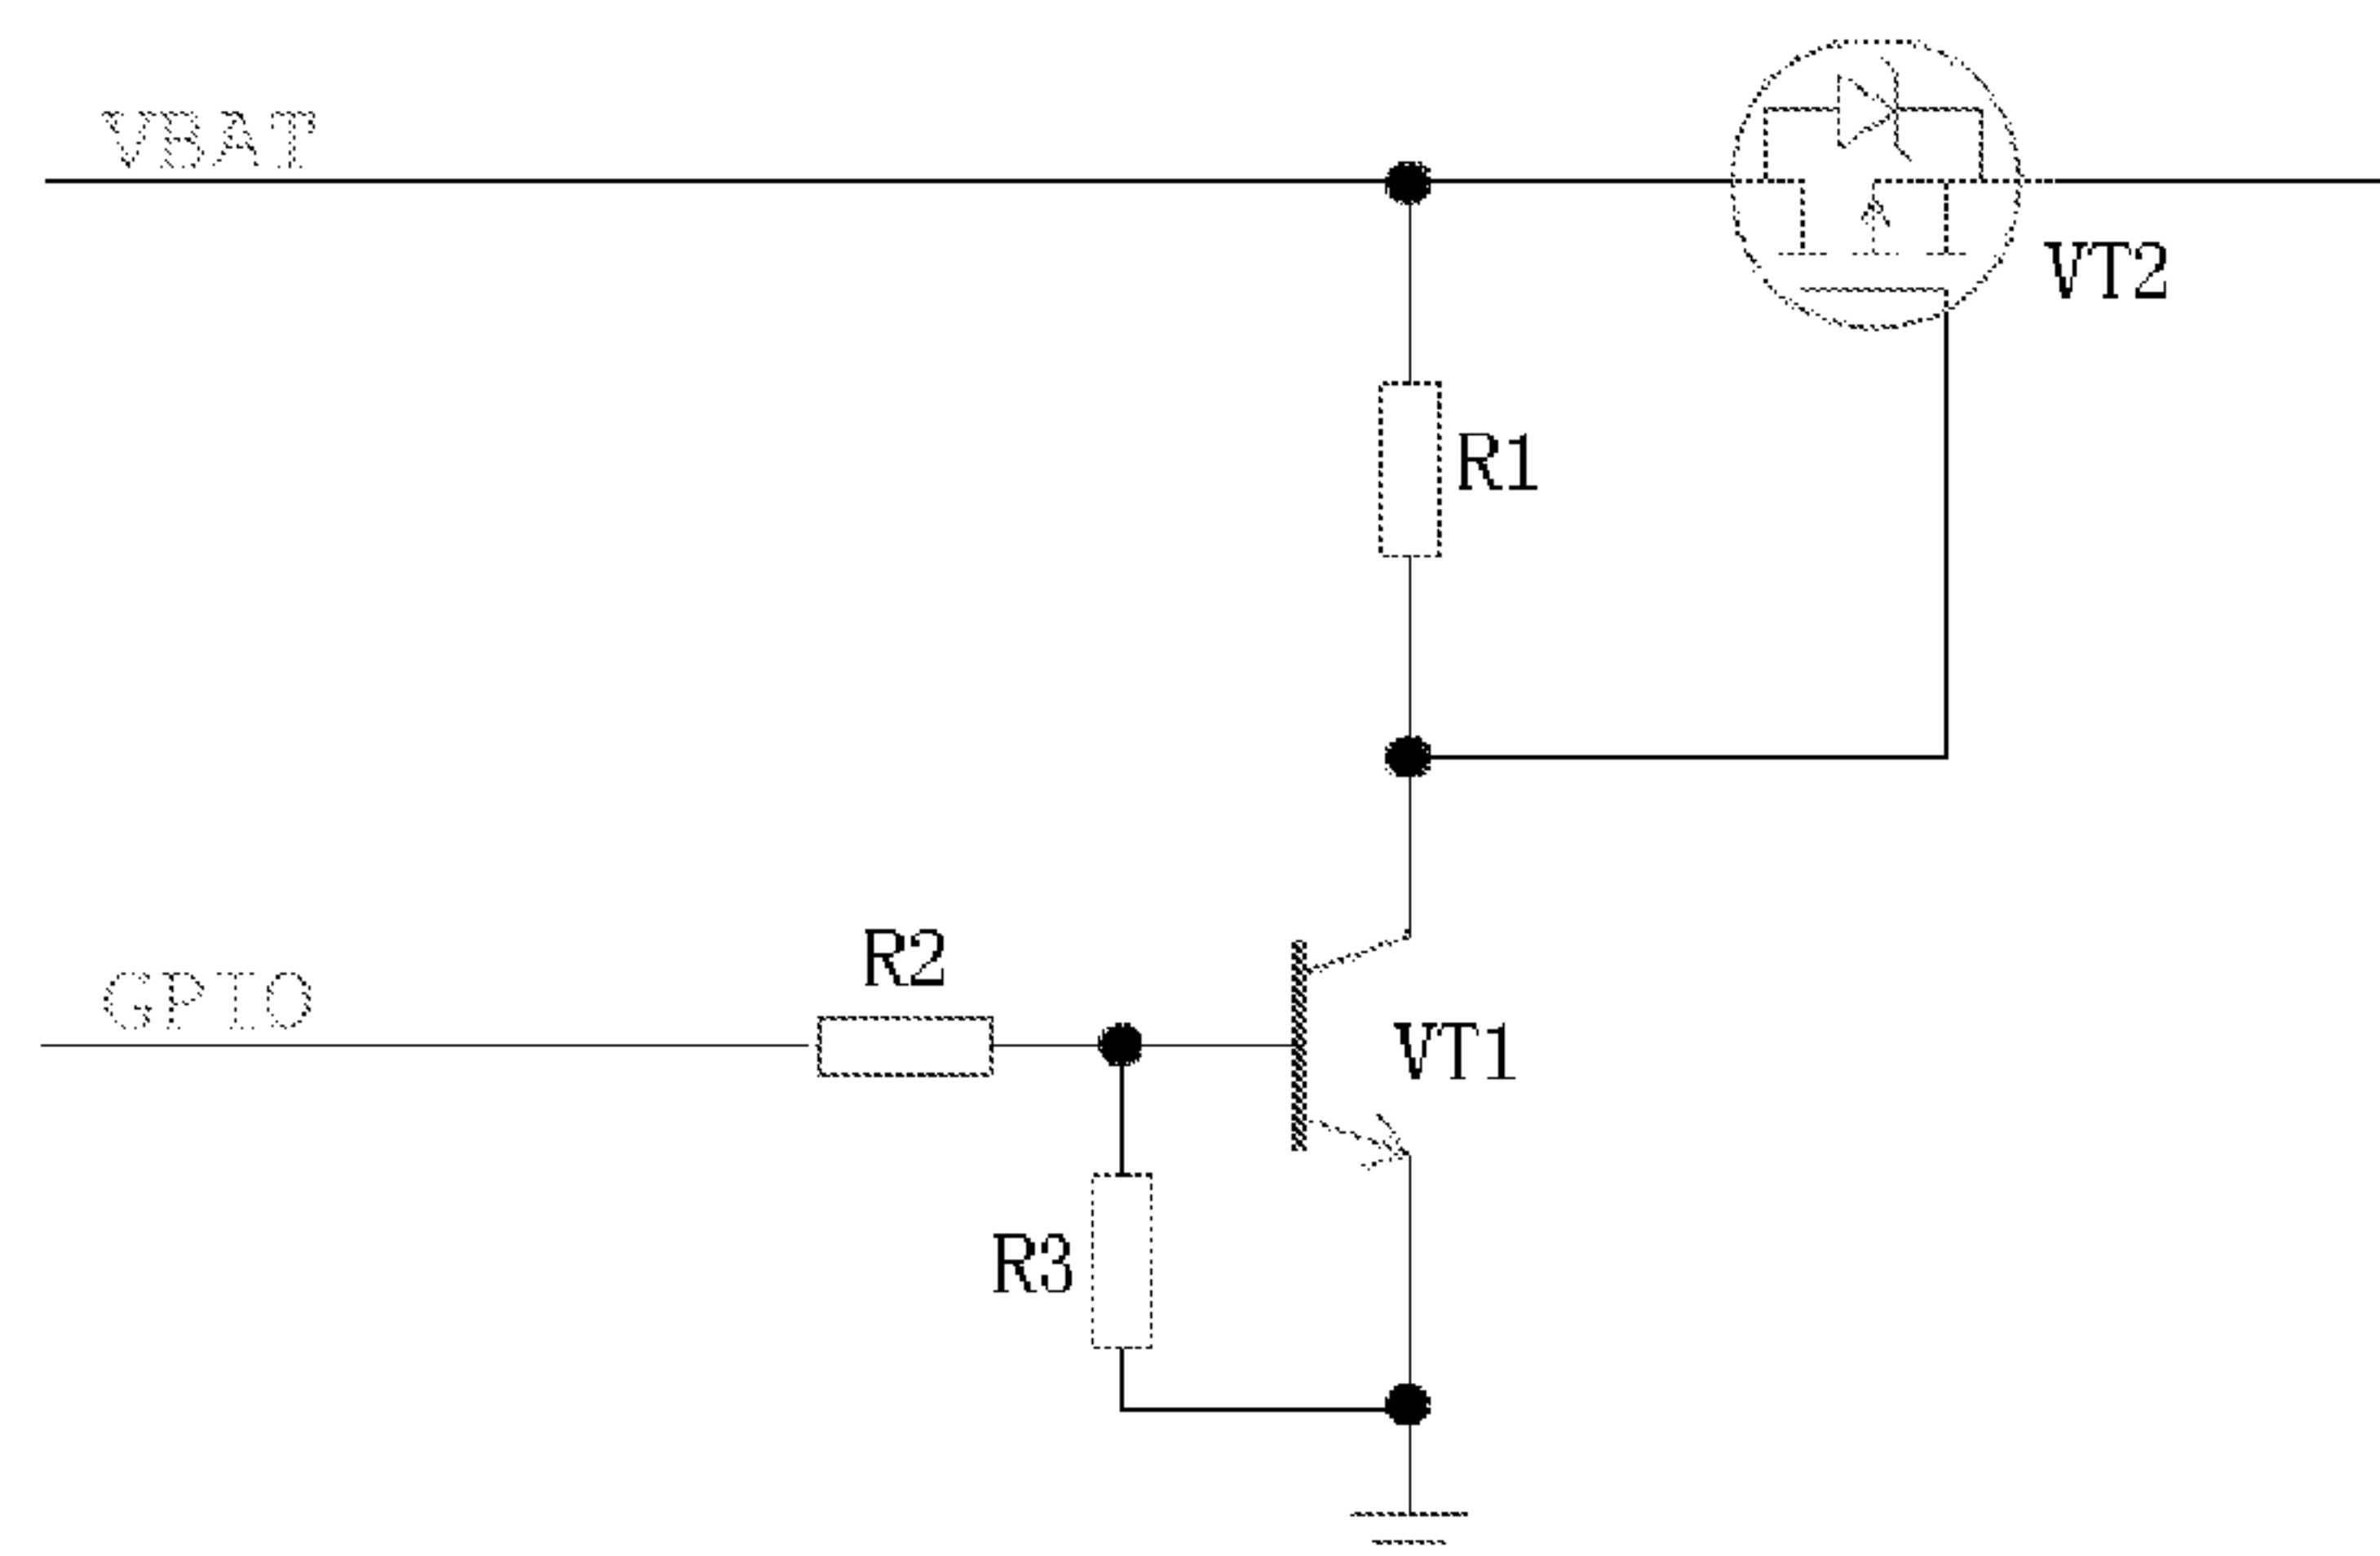 VBAT
VT2
R1
R2
GPIO
VT1
R3